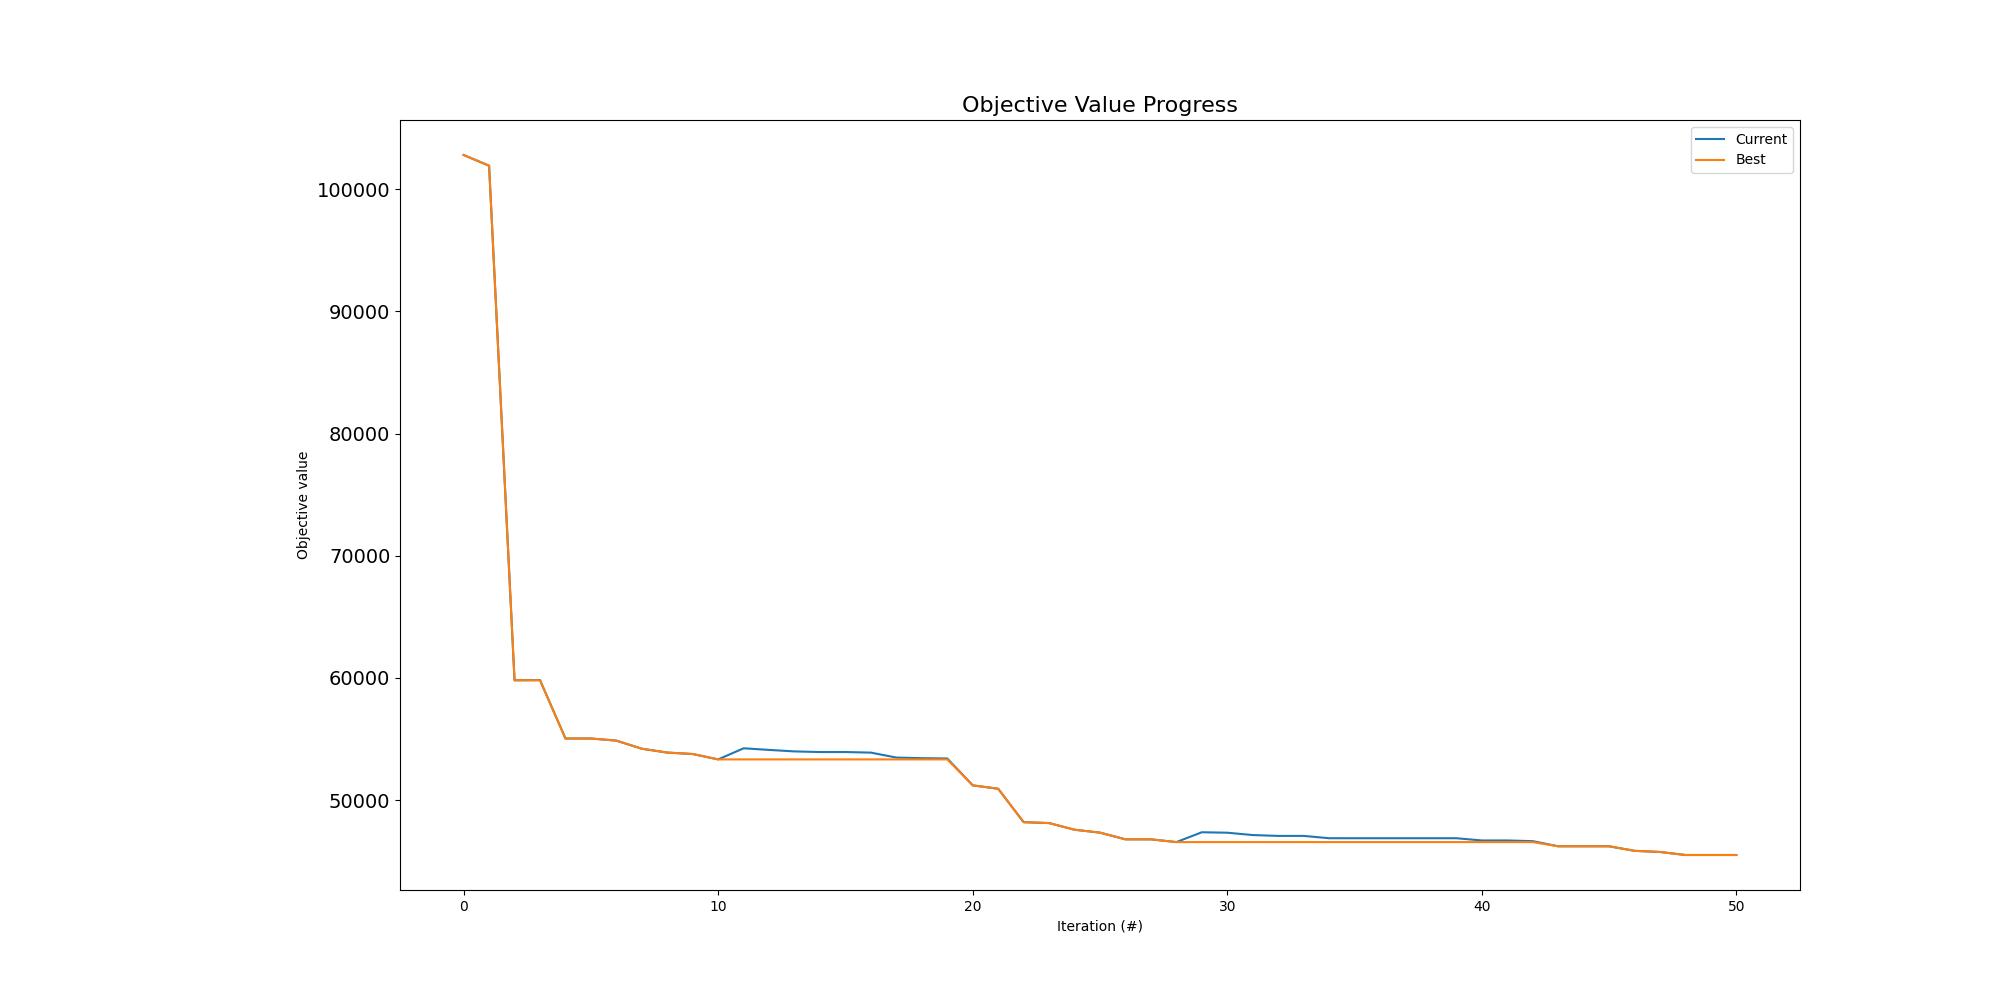 Objective Value Progress
Current
Best
100000
90000
80000
70000
60000
50000
Objective value
0 10 20 30 40 50
Iteration (#)